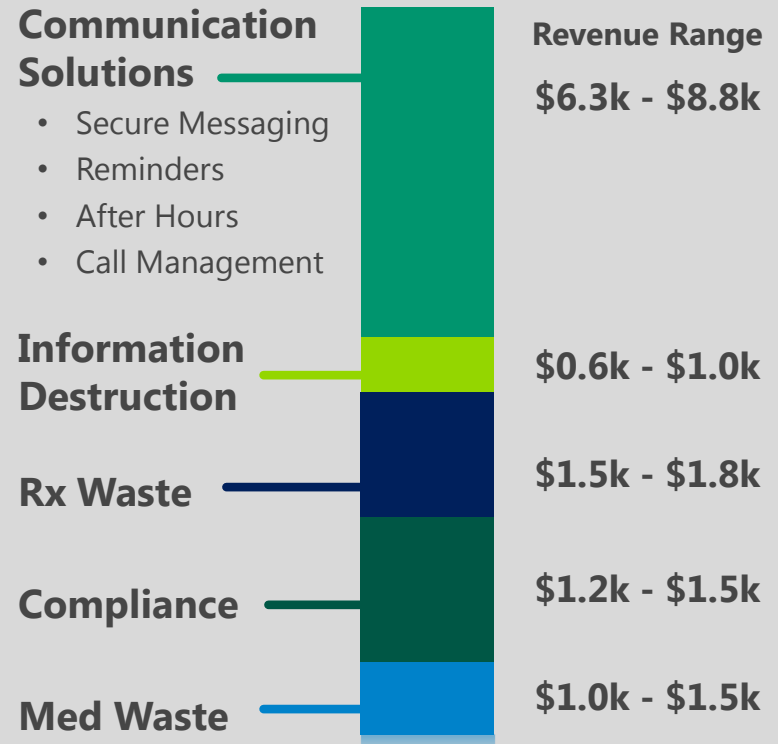 Communication
Solutions
• Secure Messaging
• Reminders
• After Hours
• Call Management
Revenue Range
$6.3k - $8.8k
Information
Destruction
$0.6k - $1.0k
Rx Waste
$1.5k - $1.8k
Compliance
$1.2k - $1.5k
Med Waste
$1.0k - $1.5k